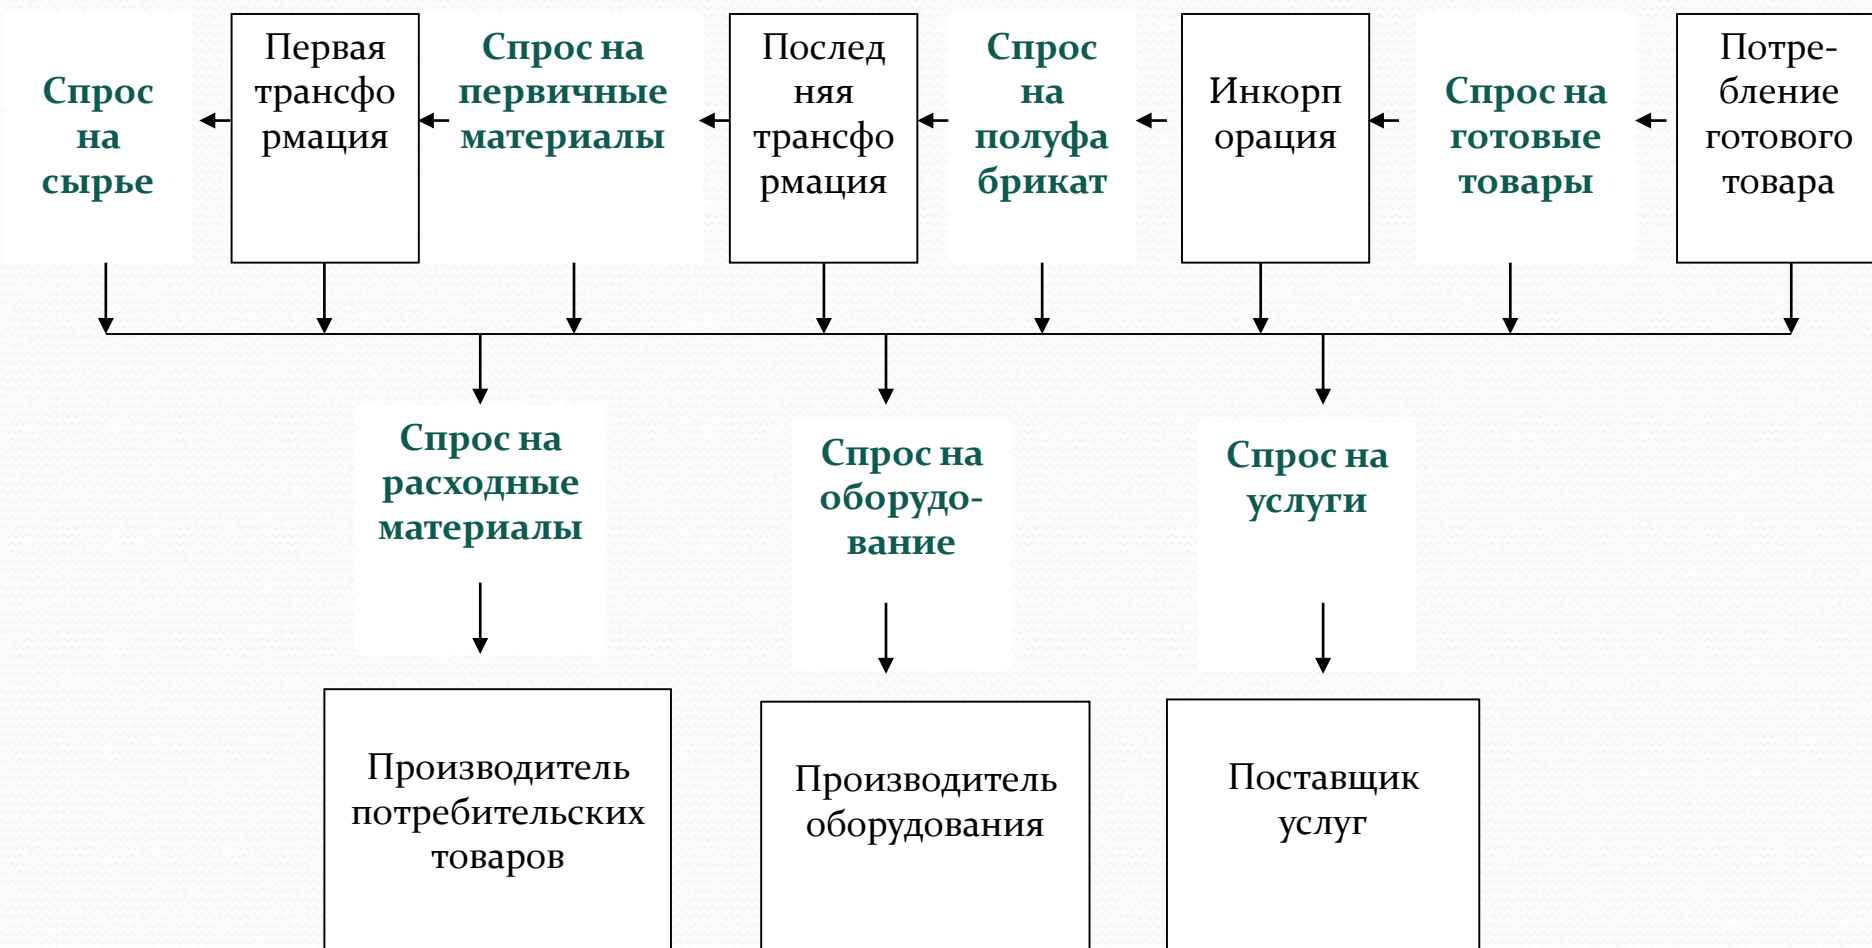 Спрос
на
сырье
Первая
трансфо
рмация
Спрос на
первичные
материалы
Послед
няя
трансфо
рмация
Спрос
на
полуфа
брикат
Инкорп
орация
Спрос на
готовые
товары
Потре-
бление
готового
товара
Спрос на
расходные
материалы
Спрос на
оборудо-
вание
Спрос на
услуги
Производитель
потребительских
товаров
Производитель
оборудования
Поставщик
услуг